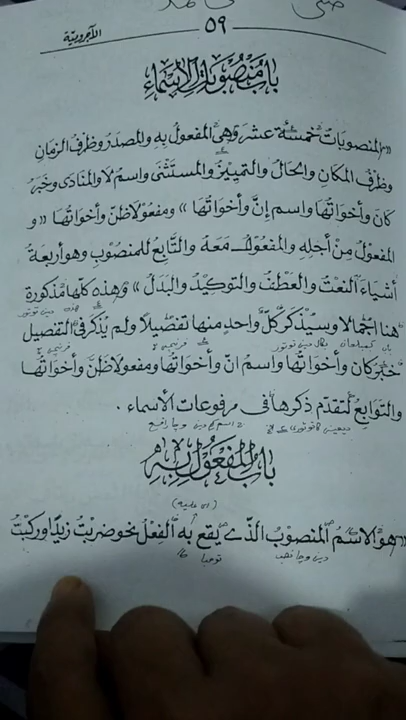 ٥٩
الآجرومية
باب منصوبات الأسماء
«المنصوبات خمسة عشر وهي المفعول به والمصدر وظرف الزمان
وظرف المكان والحال والتمييز والمستثنى واسم لا والمنادى وخبر
كان وأخواتها واسم إن وأخواتها» ومفعولا ظن وأخواتها «و
المفعول من أجله والمفعول معه والتابع للمنصوب وهو أربعة
أشياء النعت والعطف والتوكيد والبدل» وهذه كلها مذكورة
هنا اجمالا وسيذكر كل واحد منها تفصيلا ولم يذكر في التفصيل
خبر كان وأخواتها واسم ان وأخواتها ومفعولا ظن وأخواتها
والتوابع لتقدم ذكرها في مرفوعات الاسماء .
باب المفعول به
«هو الاسم المنصوب الذي يقع به الفعل نحو ضربت زيدا وركبت